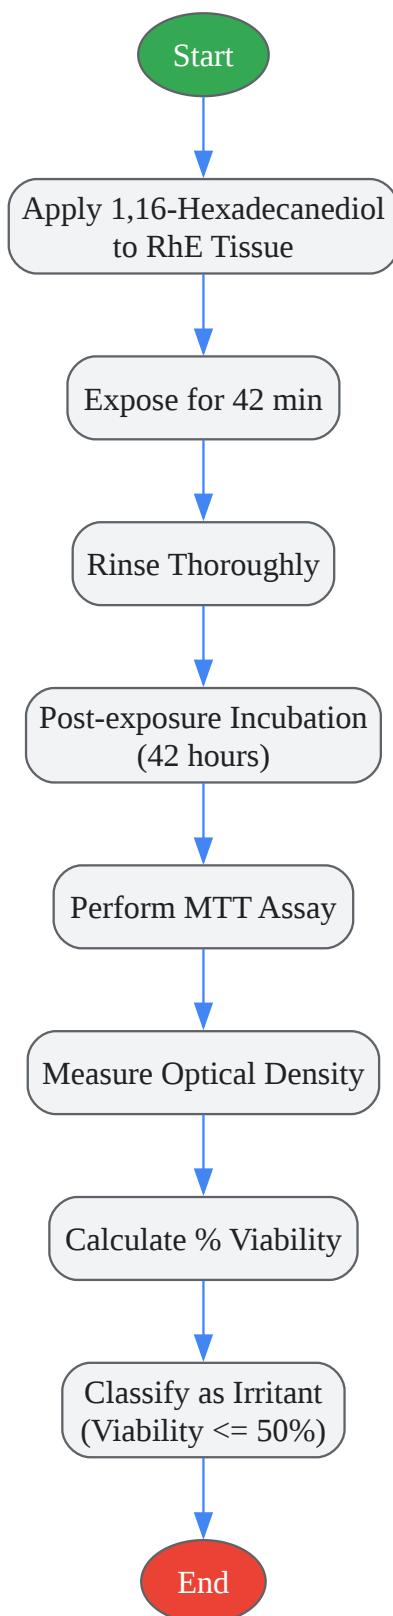 Start
Apply 1,16-Hexadecanediol
to RhE Tissue
Expose for 42 min
Rinse Thoroughly
Post-exposure Incubation
(42 hours)
Perform MTT Assay
Measure Optical Density
Calculate % Viability
Classify as Irritant
(Viability <= 50%)
End